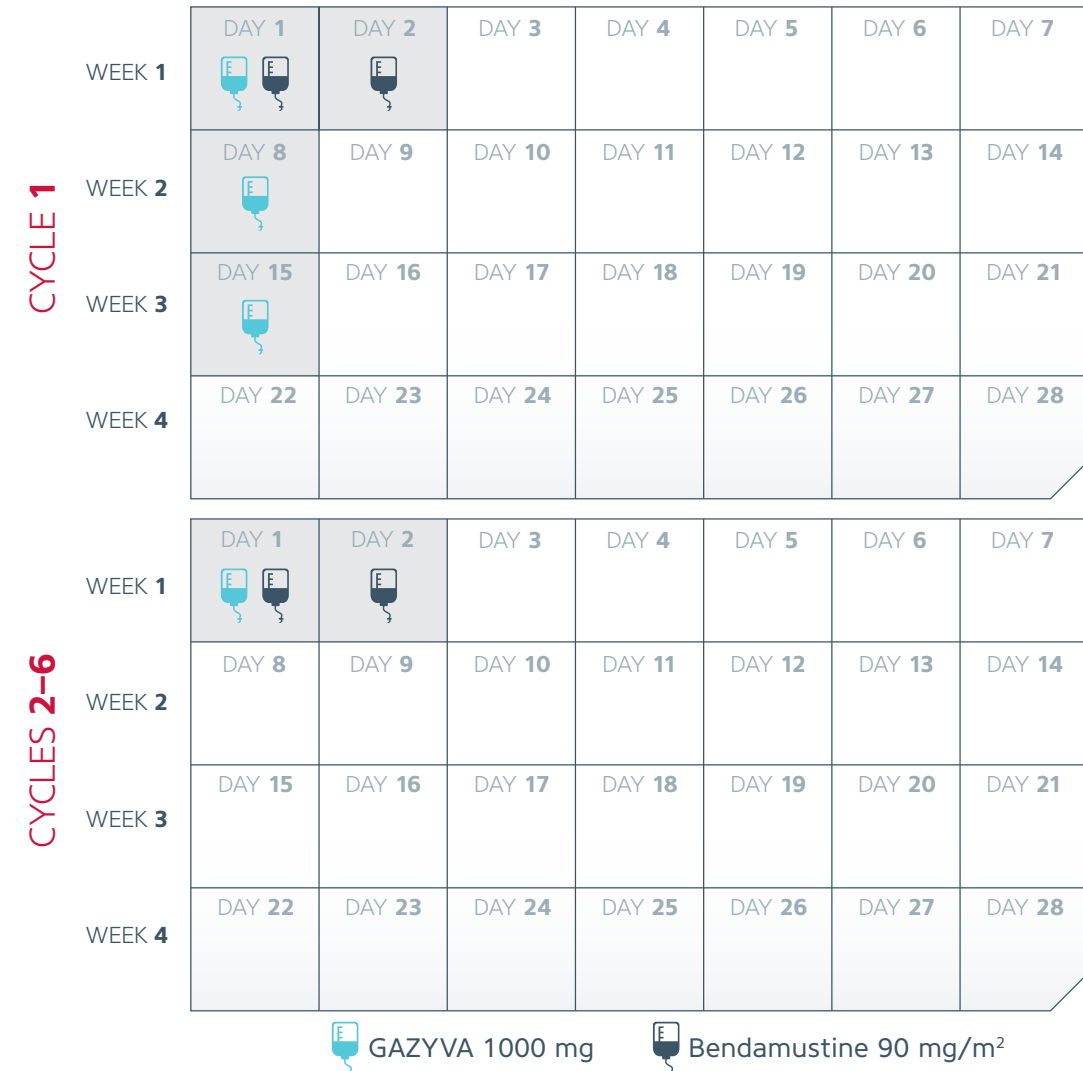 CYCLE 1
DAY 1 DAY 2 DAY 3 DAY 4 DAY 5 DAY 6 DAY 7
WEEK 1
DAY 8 DAY 9 DAY 10 DAY 11 DAY 12 DAY 13 DAY 14
WEEK 2
DAY 15 DAY 16 DAY 17 DAY 18 DAY 19 DAY 20 DAY 21
WEEK 3
DAY 22 DAY 23 DAY 24 DAY 25 DAY 26 DAY 27 DAY 28
WEEK 4
CYCLES 2–6
DAY 1 DAY 2 DAY 3 DAY 4 DAY 5 DAY 6 DAY 7
WEEK 1
DAY 8 DAY 9 DAY 10 DAY 11 DAY 12 DAY 13 DAY 14
WEEK 2
DAY 15 DAY 16 DAY 17 DAY 18 DAY 19 DAY 20 DAY 21
WEEK 3
DAY 22 DAY 23 DAY 24 DAY 25 DAY 26 DAY 27 DAY 28
WEEK 4
GAZYVA 1000 mg Bendamustine 90 mg/m²